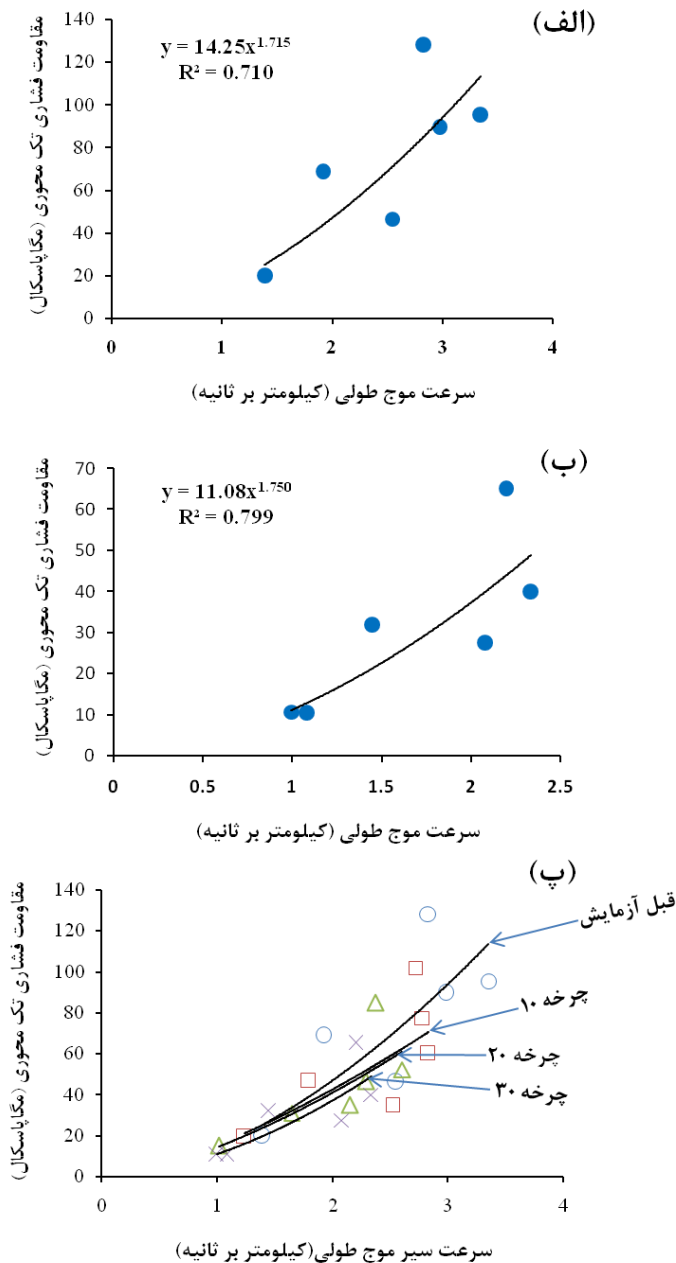 (الف)
y = 14.25x^1.715
R² = 0.710
مقاومت فشاری تک محوری (مگاپاسکال)
140
120
100
80
60
40
20
0
0 1 2 3 4
سرعت موج طولی (کیلومتر بر ثانیه)
(ب)
y = 11.08x^1.750
R² = 0.799
مقاومت فشاری تک محوری (مگاپاسکال)
70
60
50
40
30
20
10
0
0 0.5 1 1.5 2 2.5
سرعت موج طولی (کیلومتر بر ثانیه)
(پ)
مقاومت فشاری تک محوری (مگاپاسکال)
140
120
100
80
60
40
20
0
قبل آزمایش
چرخه ۱۰
چرخه ۲۰
چرخه ۳۰
0 1 2 3 4
سرعت سیر موج طولی(کیلومتر بر ثانیه)